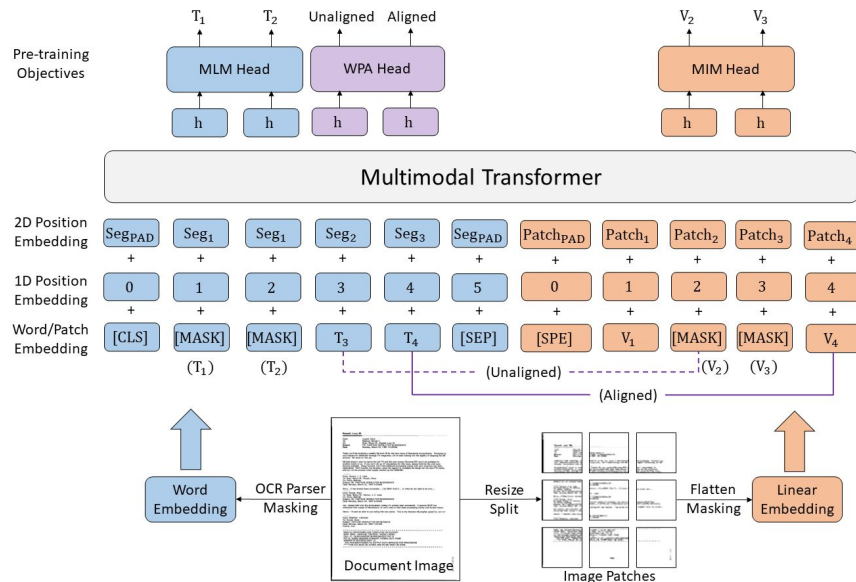 T₁ T₂ Unaligned Aligned V₂ V₃
Pre-training
Objectives
MLM Head WPA Head MIM Head
h h h h h h
Multimodal Transformer
2D Position
Embedding
Seg_PAD Seg₁ Seg₁ Seg₂ Seg₃ Seg_PAD Patch_PAD Patch₁ Patch₂ Patch₃ Patch₄
+ + + + + + + + + + +
1D Position
Embedding
0 1 2 3 4 5 0 1 2 3 4
+ + + + + + + + + + +
Word/Patch
Embedding
[CLS] [MASK] [MASK] T₃ T₄ [SEP] [SPE] V₁ [MASK] [MASK] V₄
(T₁) (T₂) (Unaligned) (V₂) (V₃)
(Aligned)
Word
Embedding
OCR Parser
Masking
Document Image
Resize
Split
Image Patches
Flatten
Masking
Linear
Embedding